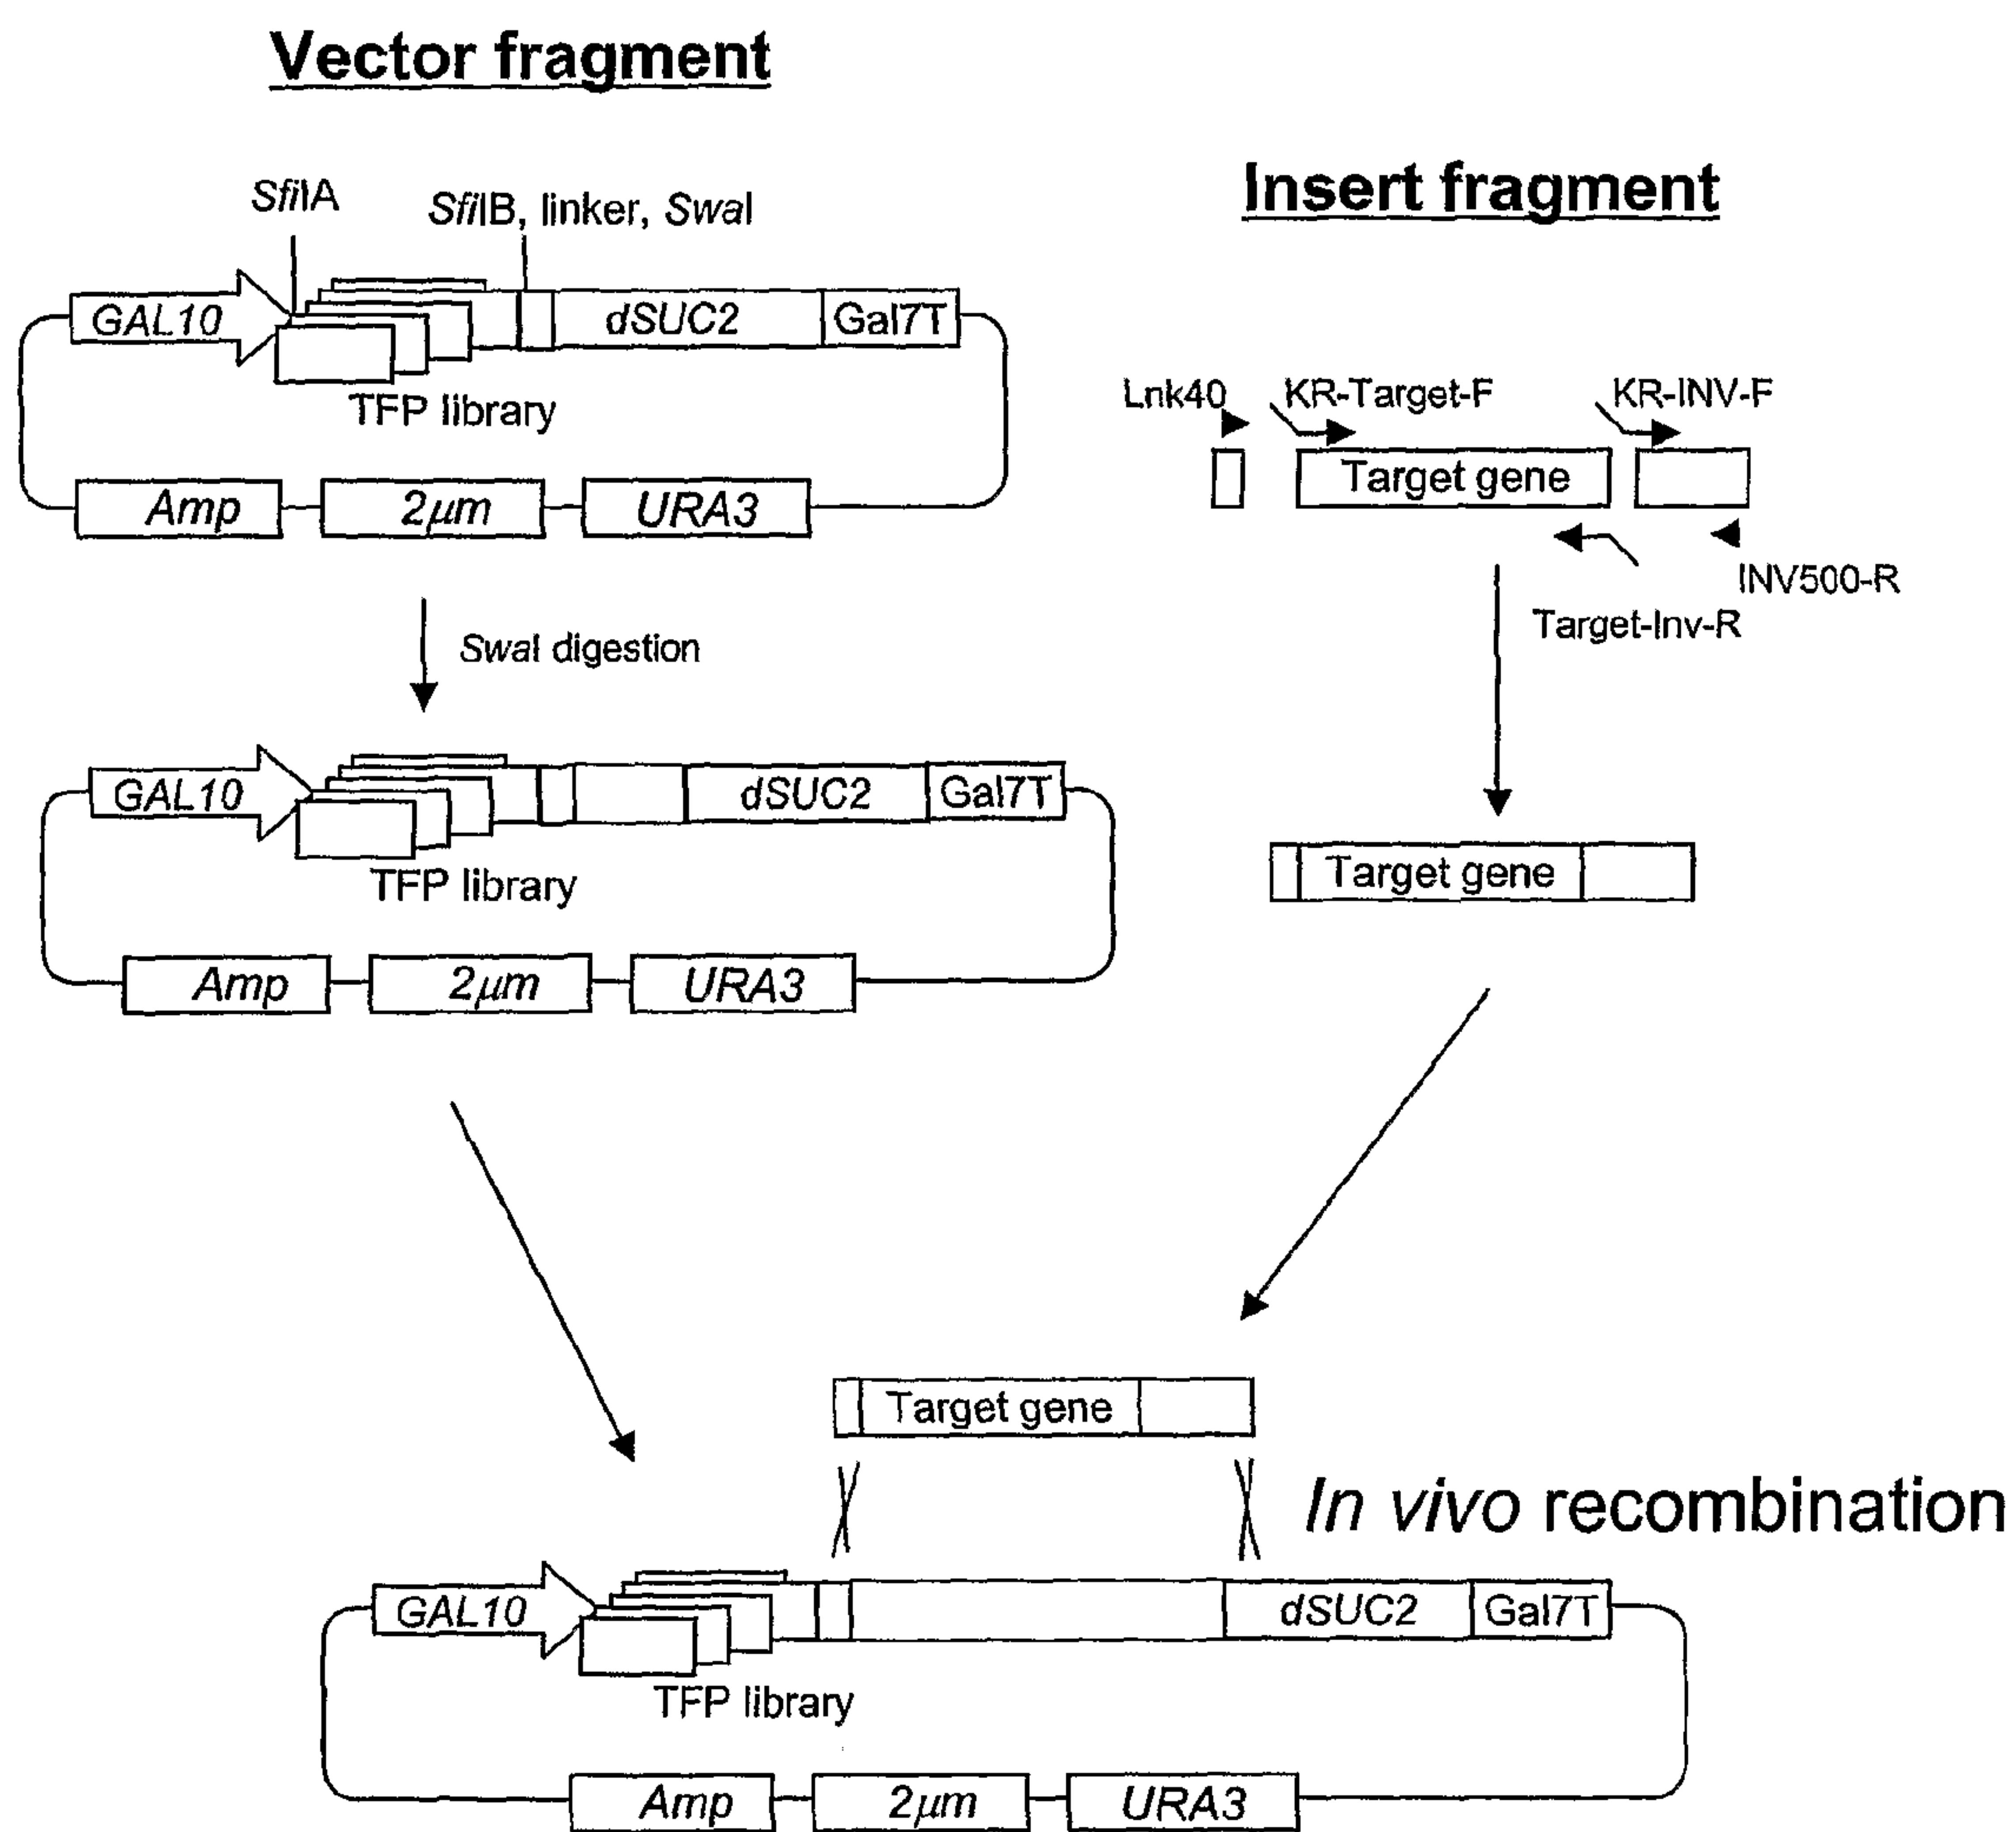 Vector fragment
Insert fragment
SfiIA
SfiIB, linker, SwaI
GAL10
dSUC2
Gal7T
TFP library
Amp
2μm
URA3
Lnk40
KR-Target-F
KR-INV-F
Target gene
INV500-R
Target-Inv-R
SwaI digestion
GAL10
dSUC2
Gal7T
TFP library
Amp
2μm
URA3
Target gene
Target gene
In vivo recombination
GAL10
dSUC2
Gal7T
TFP library
Amp
2μm
URA3